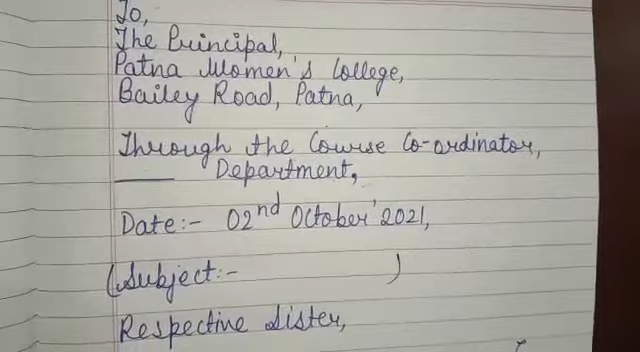 To,
The Principal,
Patna Women's College,
Bailey Road, Patna,
Through the Course Co-ordinator,
_____ Department,
Date:- 02nd October' 2021,
(Subject:- )
Respective Sister,